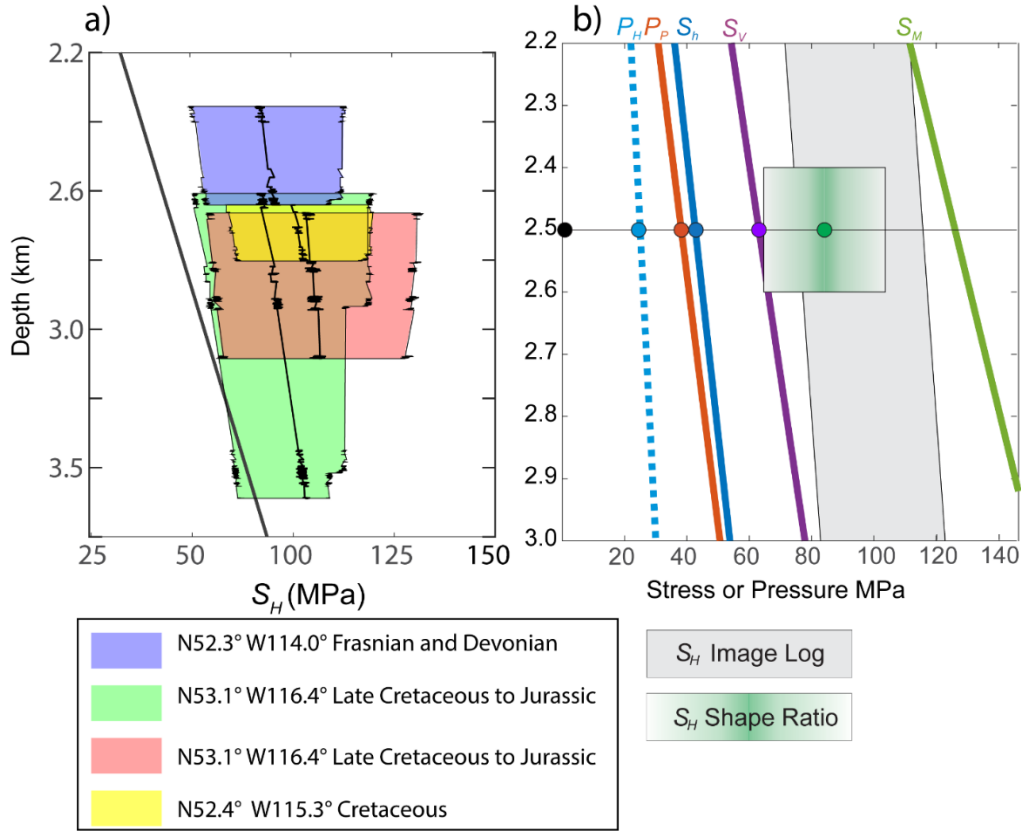 a)
2.2
2.6
3.0
3.5
Depth (km)
25
50
100
125
150
S_H (MPa)
b)
P_H P_P S_h S_V S_M
2.2
2.3
2.4
2.5
2.6
2.7
2.8
2.9
3.0
20 40 60 80 100 120 140
Stress or Pressure MPa
N52.3° W114.0° Frasnian and Devonian
N53.1° W116.4° Late Cretaceous to Jurassic
N53.1° W116.4° Late Cretaceous to Jurassic
N52.4° W115.3° Cretaceous
S_H Image Log
S_H Shape Ratio